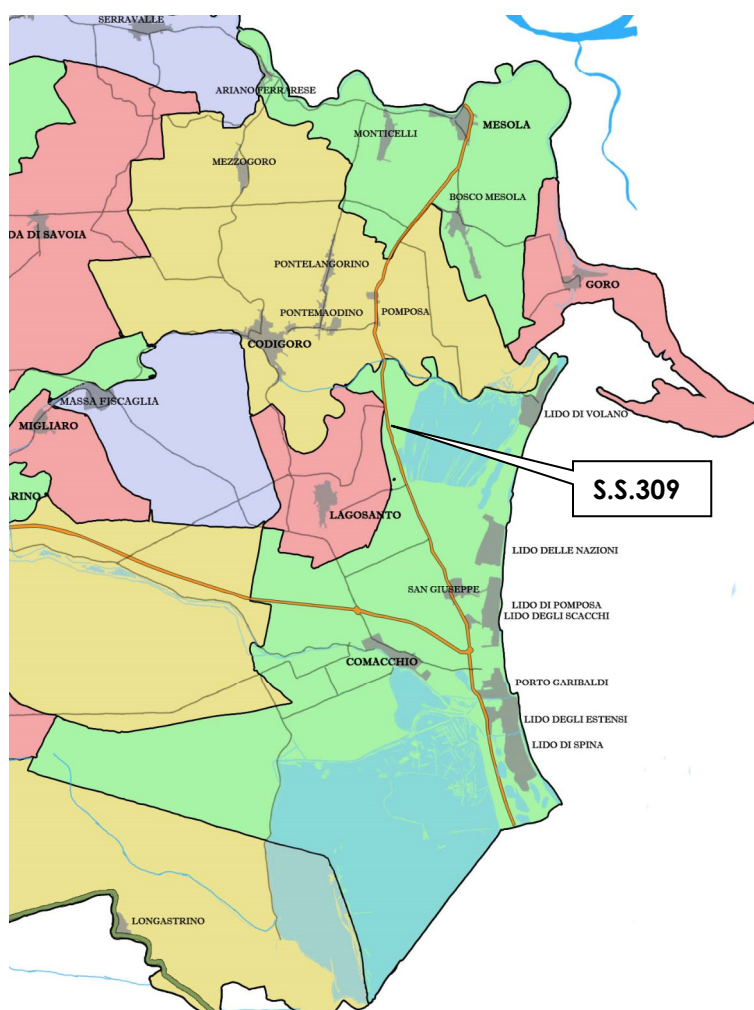 SERRAVALLE
ARIANO FERRARESE
MESOLA
MONTICELLI
MEZZOGORO
BOSCO MESOLA
DA DI SAVOIA
PONTELANGORINO
GORO
PONTEMAODINO
POMPOSA
CODIGORO
MASSA FISCAGLIA
LIDO DI VOLANO
MIGLIARO
S.S.309
ARINO
LAGOSANTO
LIDO DELLE NAZIONI
SAN GIUSEPPE
LIDO DI POMPOSA
LIDO DEGLI SCACCHI
COMACCHIO
PORTO GARIBALDI
LIDO DEGLI ESTENSI
LIDO DI SPINA
LONGASTRINO